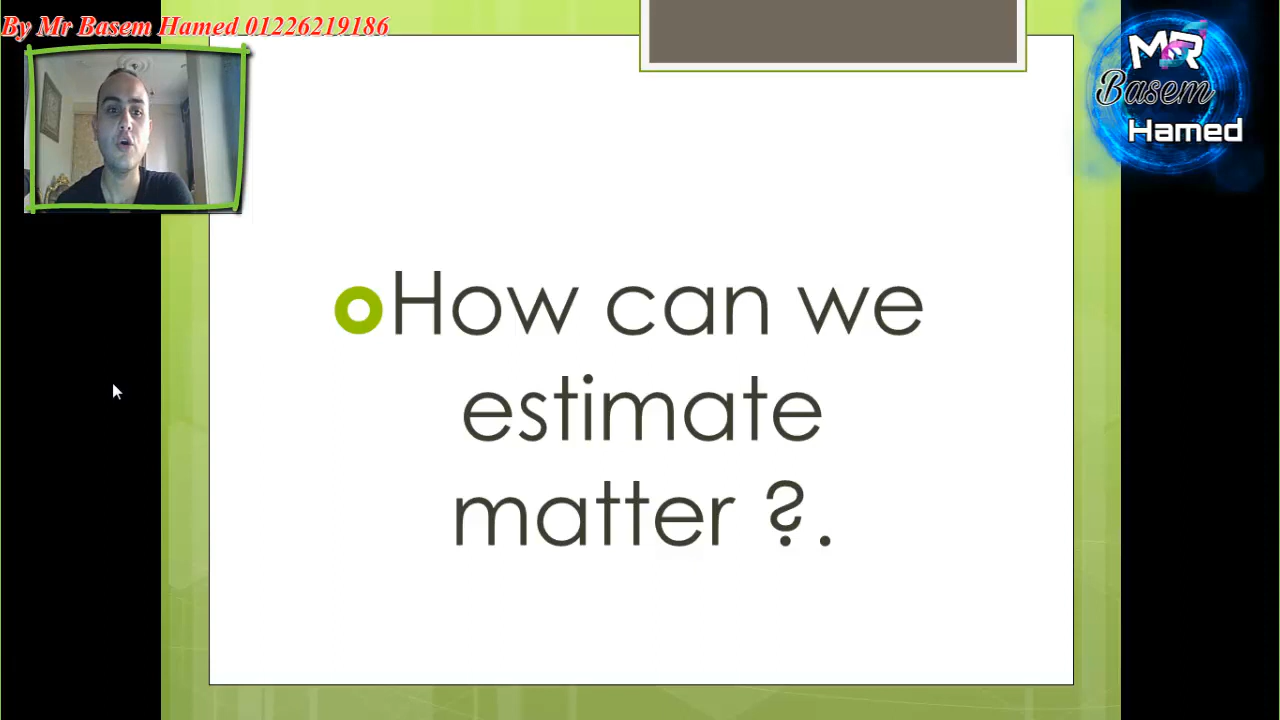 By Mr Basem Hamed 01226219186
MR
Basem
Hamed
How can we
estimate
matter ?.